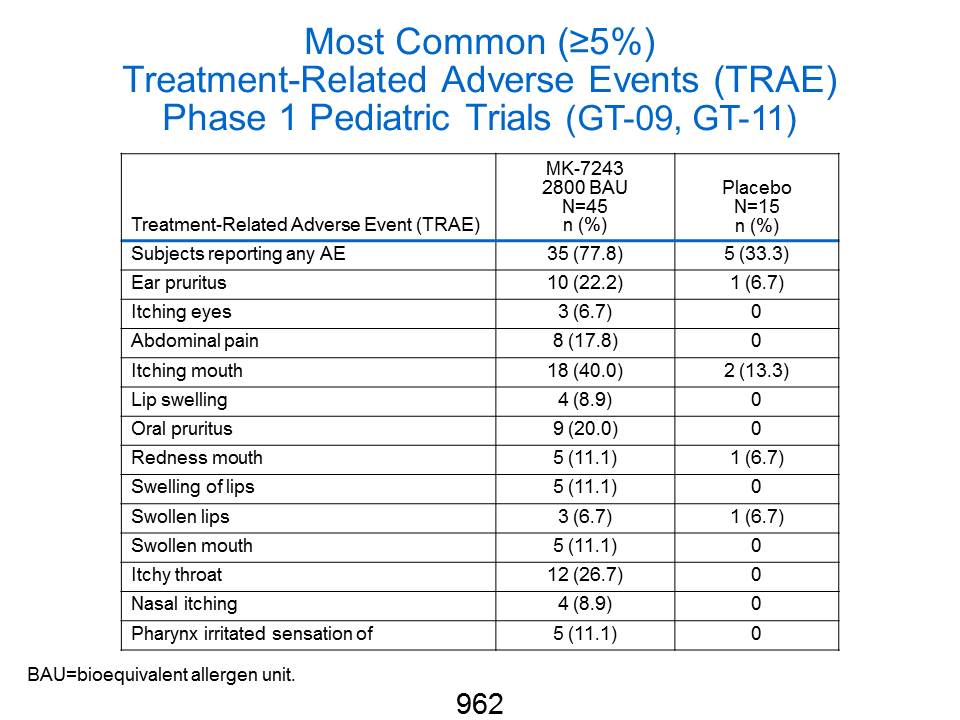 Most Common (≥5%)
Treatment-Related Adverse Events (TRAE)
Phase 1 Pediatric Trials (GT-09, GT-11)
Treatment-Related Adverse Event (TRAE) MK-7243 2800 BAU N=45 n (%) Placebo N=15 n (%)
Subjects reporting any AE 35 (77.8) 5 (33.3)
Ear pruritus 10 (22.2) 1 (6.7)
Itching eyes 3 (6.7) 0
Abdominal pain 8 (17.8) 0
Itching mouth 18 (40.0) 2 (13.3)
Lip swelling 4 (8.9) 0
Oral pruritus 9 (20.0) 0
Redness mouth 5 (11.1) 1 (6.7)
Swelling of lips 5 (11.1) 0
Swollen lips 3 (6.7) 1 (6.7)
Swollen mouth 5 (11.1) 0
Itchy throat 12 (26.7) 0
Nasal itching 4 (8.9) 0
Pharynx irritated sensation of 5 (11.1) 0
BAU=bioequivalent allergen unit.
962